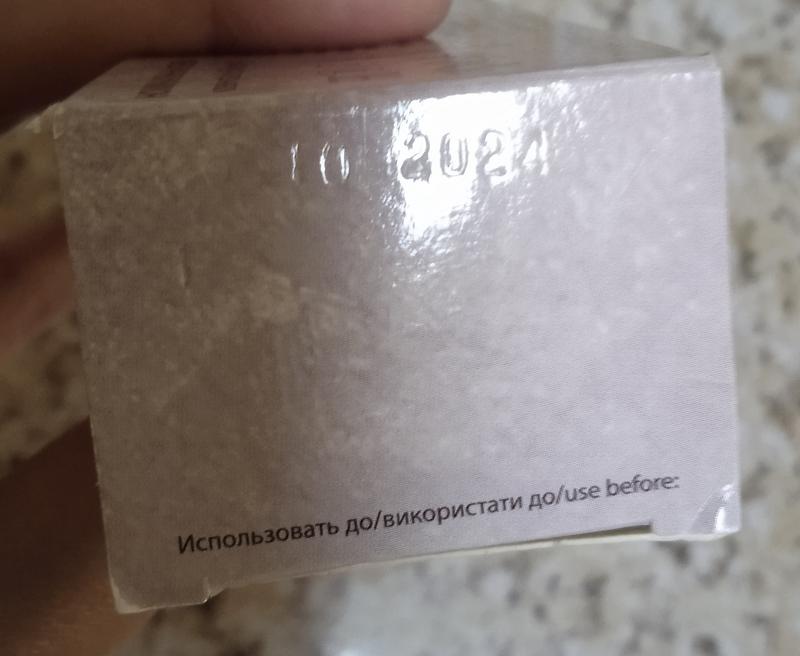 10 2024
Использовать до/використати до/use before: